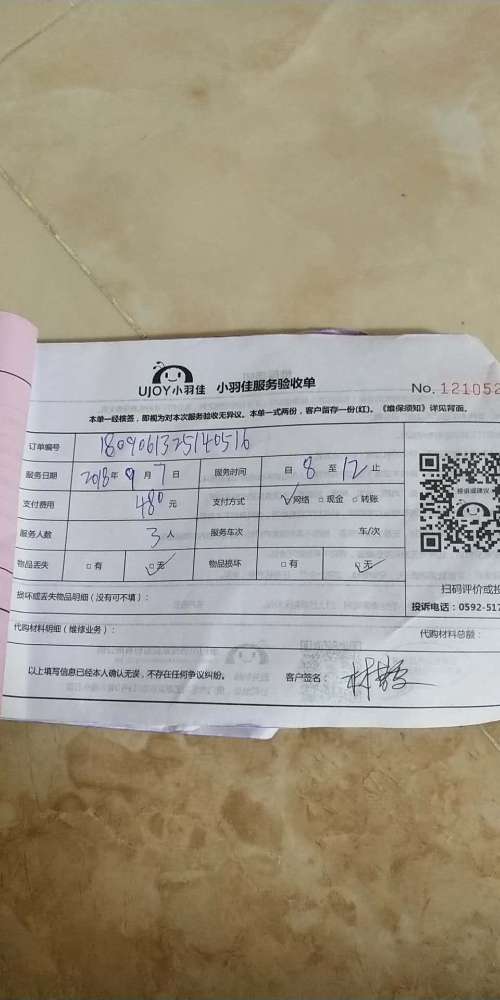 UJOY小羽佳 小羽佳服务验收单 No. 121052
本单一经核签，即视为对本次服务验收无异议。本单一式两份，客户留存一份(红)。《维保须知》详见背面。
订单编号 1809061325140516
服务日期 2018年9月7日 服务时间 自8至12止
支付费用 480元 支付方式 ☑网络 □现金 □转账
服务人数 3人 服务车次 车/次
物品丢失 □有 ☑无 物品损坏 □有 ☑无
损坏或丢失物品明细（没有可不填）：
扫码评价或投
投诉电话：0592-517
代购材料明细（维修业务）： 代购材料总额：
以上填写信息已经本人确认无误，不存在任何争议纠纷。 客户签名：